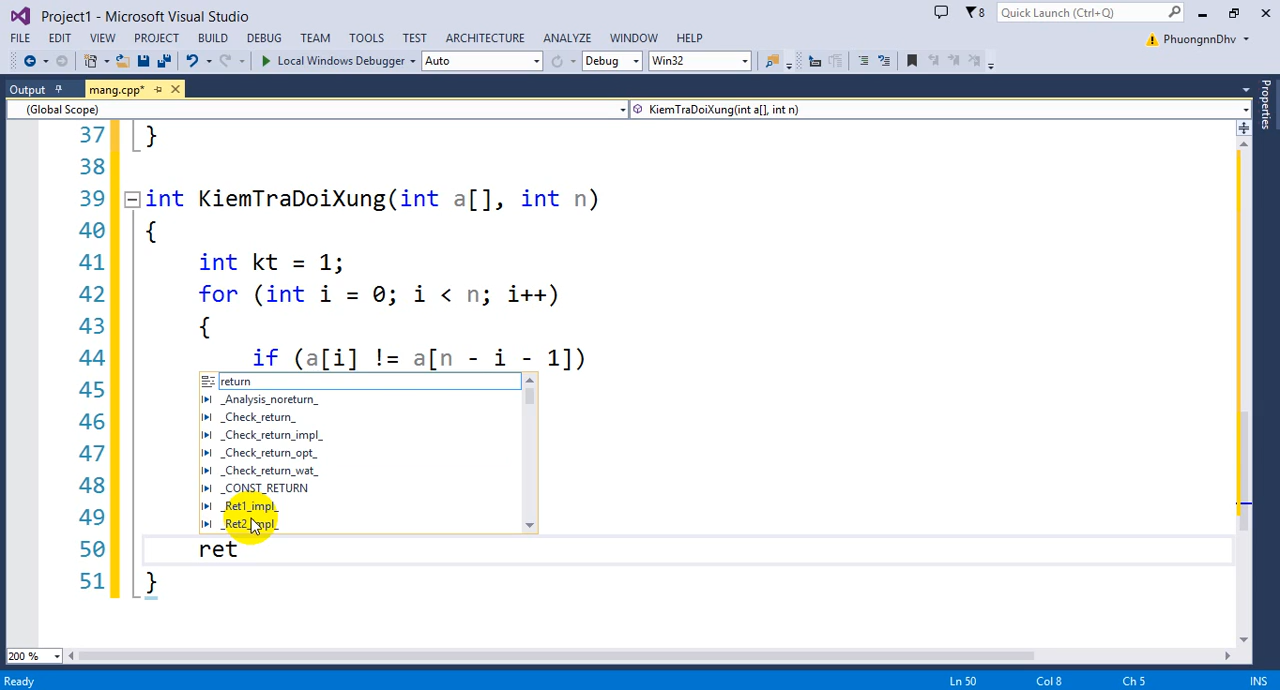 Project1 - Microsoft Visual Studio
8
Quick Launch (Ctrl+Q)
FILE EDIT VIEW PROJECT BUILD DEBUG TEAM TOOLS TEST ARCHITECTURE ANALYZE WINDOW HELP
PhuongnnDhv
Local Windows Debugger Auto Debug Win32
Output mang.cpp*
Properties
(Global Scope) KiemTraDoiXung(int a[], int n)
37 }
38
39 int KiemTraDoiXung(int a[], int n)
40 {
41 int kt = 1;
42 for (int i = 0; i < n; i++)
43 {
44 if (a[i] != a[n - i - 1])
return
45
_Analysis_noreturn_
_Check_return_
46
_Check_return_impl_
47
_Check_return_opt_
_Check_return_wat_
48
_CONST_RETURN
_Ret1_impl_
49
_Ret2_impl_
50 ret
51 }
200 %
Ready Ln 50 Col 8 Ch 5 INS